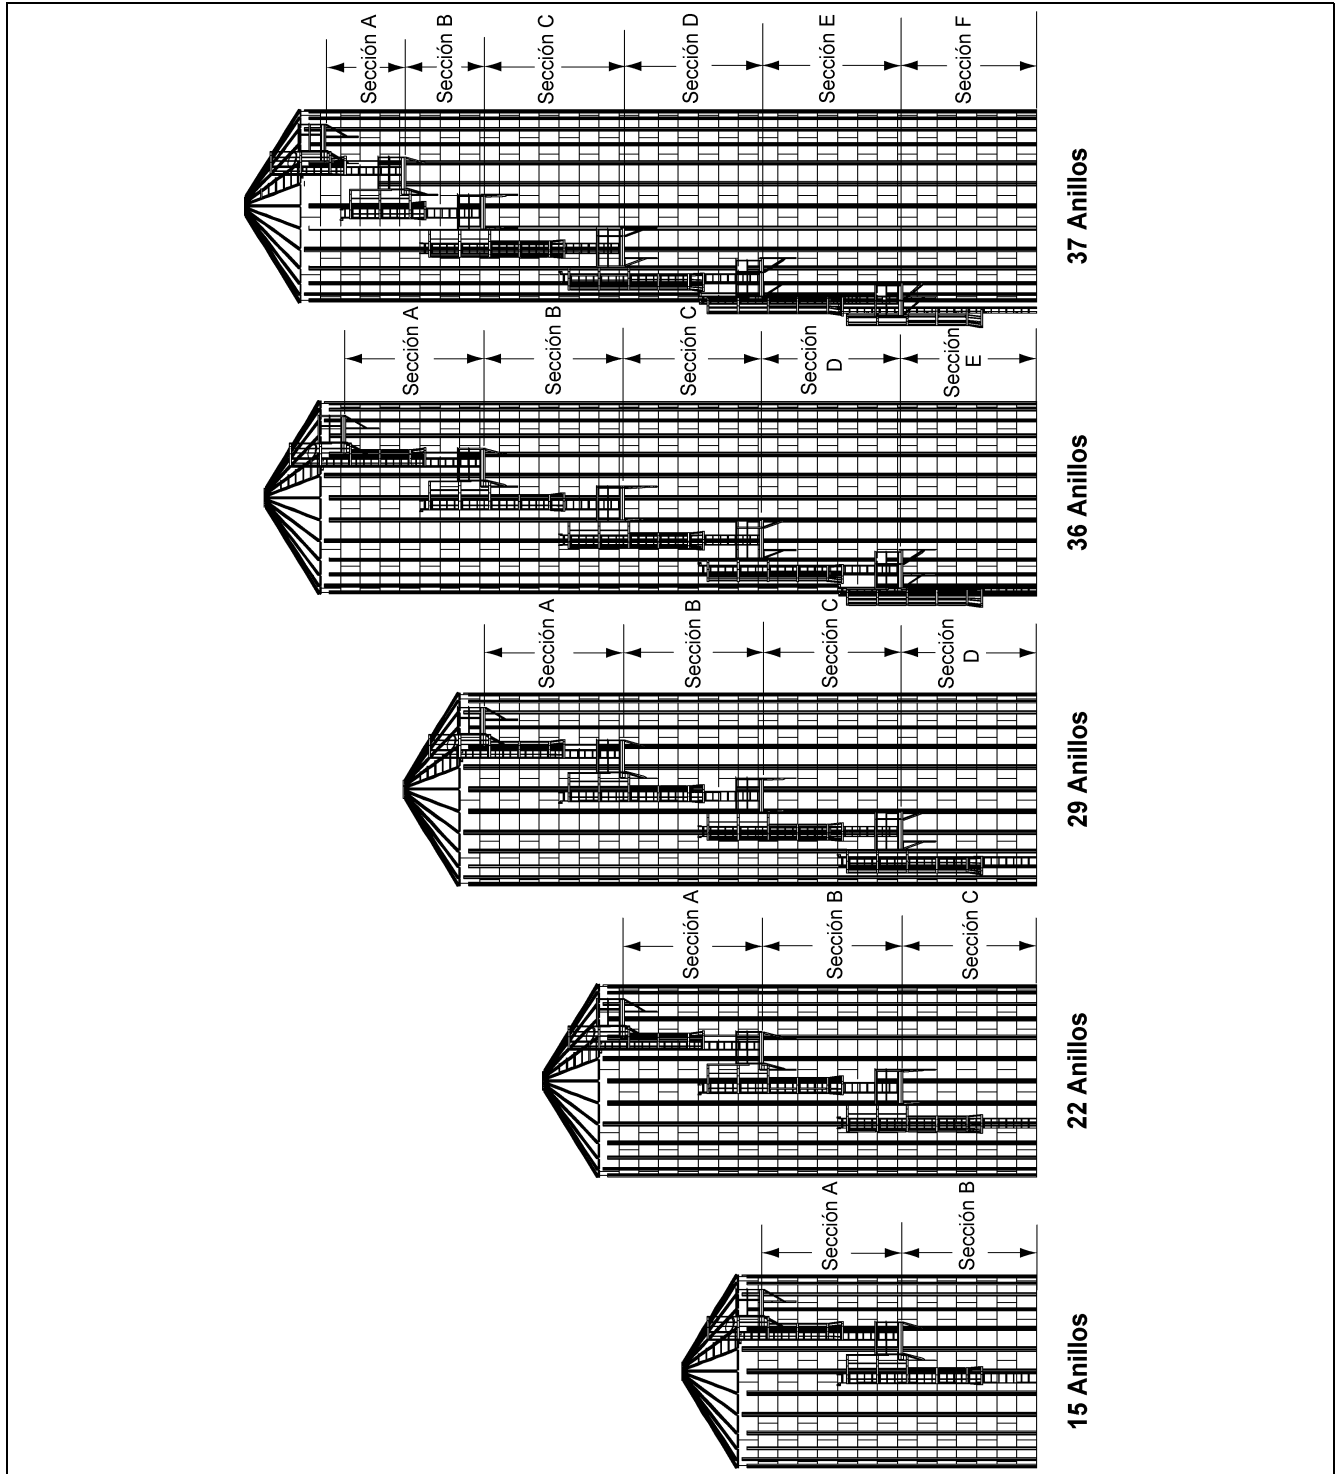 Sección A
Sección B
15 Anillos
Sección A
Sección B
Sección C
22 Anillos
Sección A
Sección B
Sección C
Sección
D
29 Anillos
Sección A
Sección B
Sección C
Sección
D
Sección
E
36 Anillos
Sección A
Sección B
Sección C
Sección D
Sección E
Sección F
37 Anillos